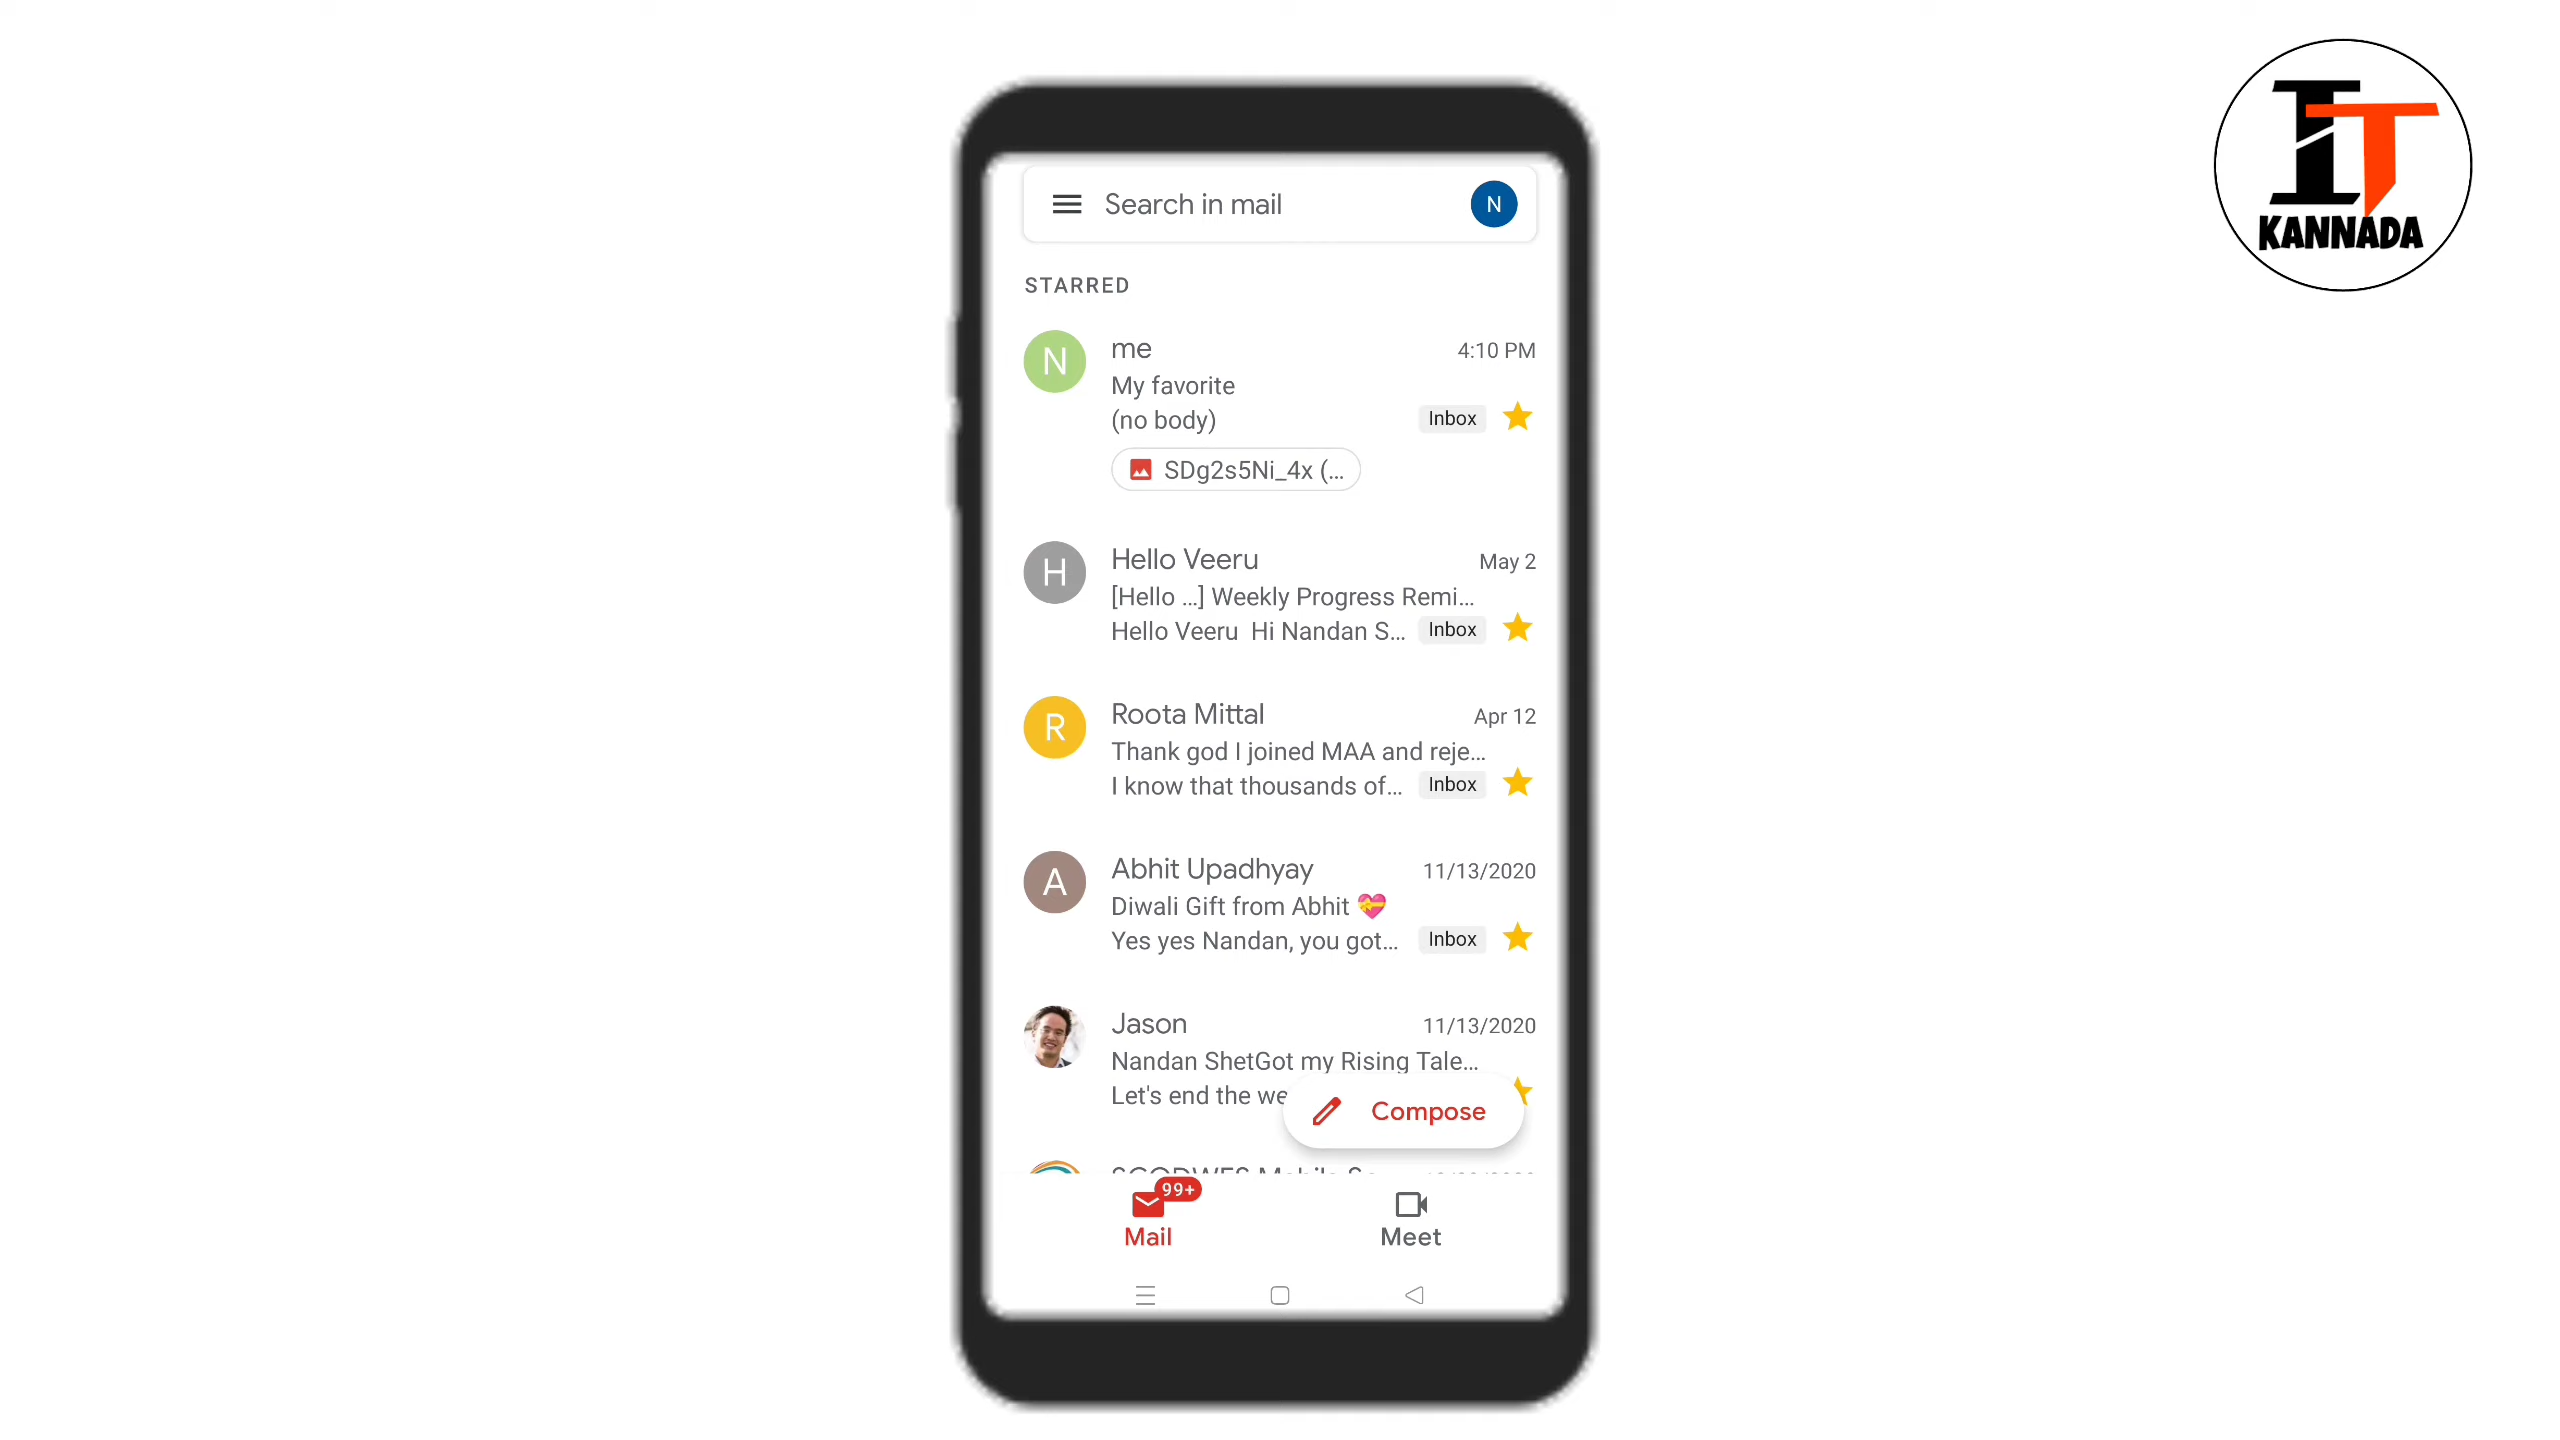 IT
KANNADA
Search in mail
N
STARRED
N
me
4:10 PM
My favorite
(no body)
Inbox
SDg2s5Ni_4x (...
H
Hello Veeru
May 2
[Hello ...] Weekly Progress Remi...
Hello Veeru Hi Nandan S...
Inbox
R
Roota Mittal
Apr 12
Thank god I joined MAA and reje...
I know that thousands of...
Inbox
A
Abhit Upadhyay
11/13/2020
Diwali Gift from Abhit 💝
Yes yes Nandan, you got...
Inbox
Jason
11/13/2020
Nandan ShetGot my Rising Tale...
Let's end the we
Compose
99+
Mail
Meet